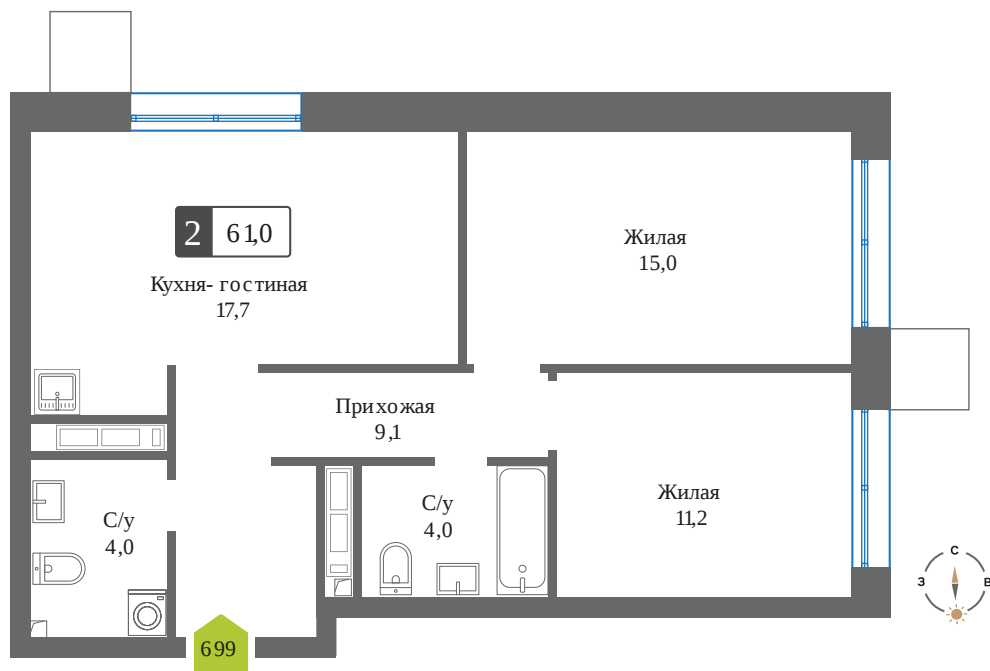 2 61,0
Кухня- гостиная
17,7
Жилая
15,0
Прихожая
9,1
С/у
4,0
С/у
4,0
Жилая
11,2
699
С
З
В